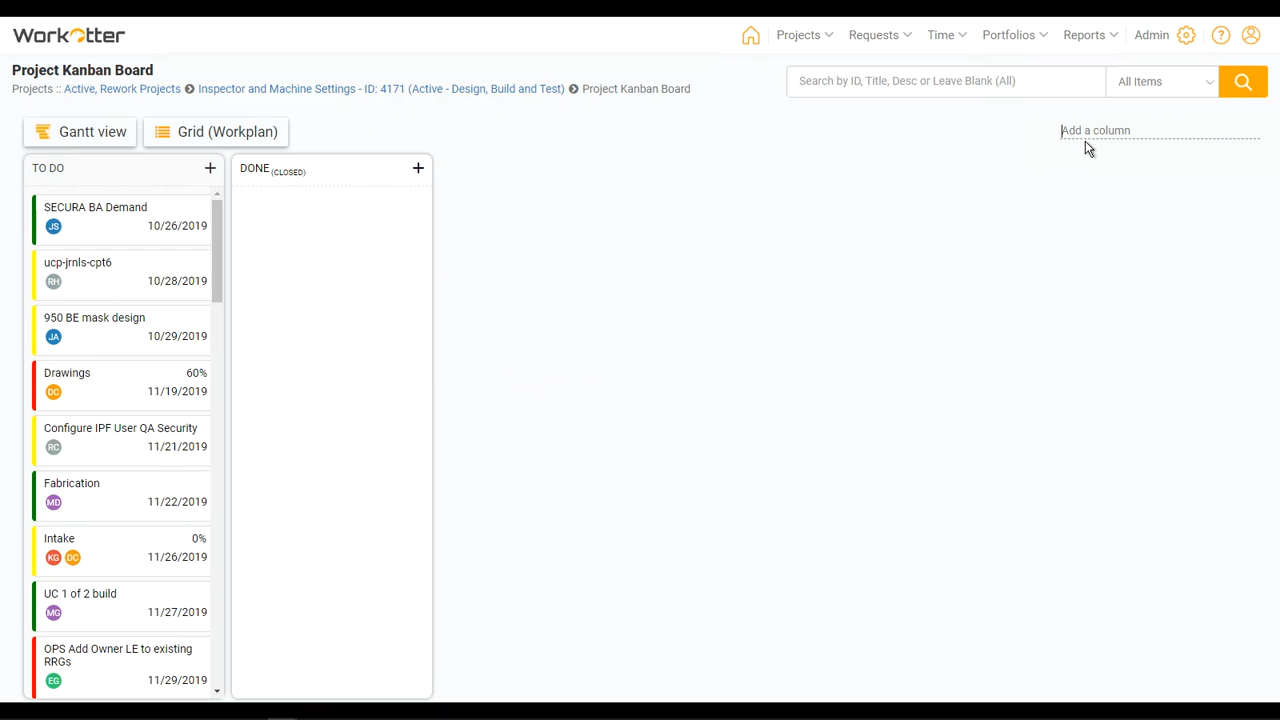 Workotter
Projects Requests Time Portfolios Reports Admin ?
Project Kanban Board
Projects :: Active, Rework Projects Inspector and Machine Settings - ID: 4171 (Active - Design, Build and Test) Project Kanban Board
Search by ID, Title, Desc or Leave Blank (All) All Items
Gantt view Grid (Workplan)
Add a column
TO DO +
SECURA BA Demand
JS 10/26/2019
ucp-jrnls-cpt6
RH 10/28/2019
950 BE mask design
JA 10/29/2019
Drawings 60%
DC 11/19/2019
Configure IPF User QA Security
RC 11/21/2019
Fabrication
MD 11/22/2019
Intake 0%
KG DC 11/26/2019
UC 1 of 2 build
MG 11/27/2019
OPS Add Owner LE to existing
RRGs
EG 11/29/2019
DONE (CLOSED) +